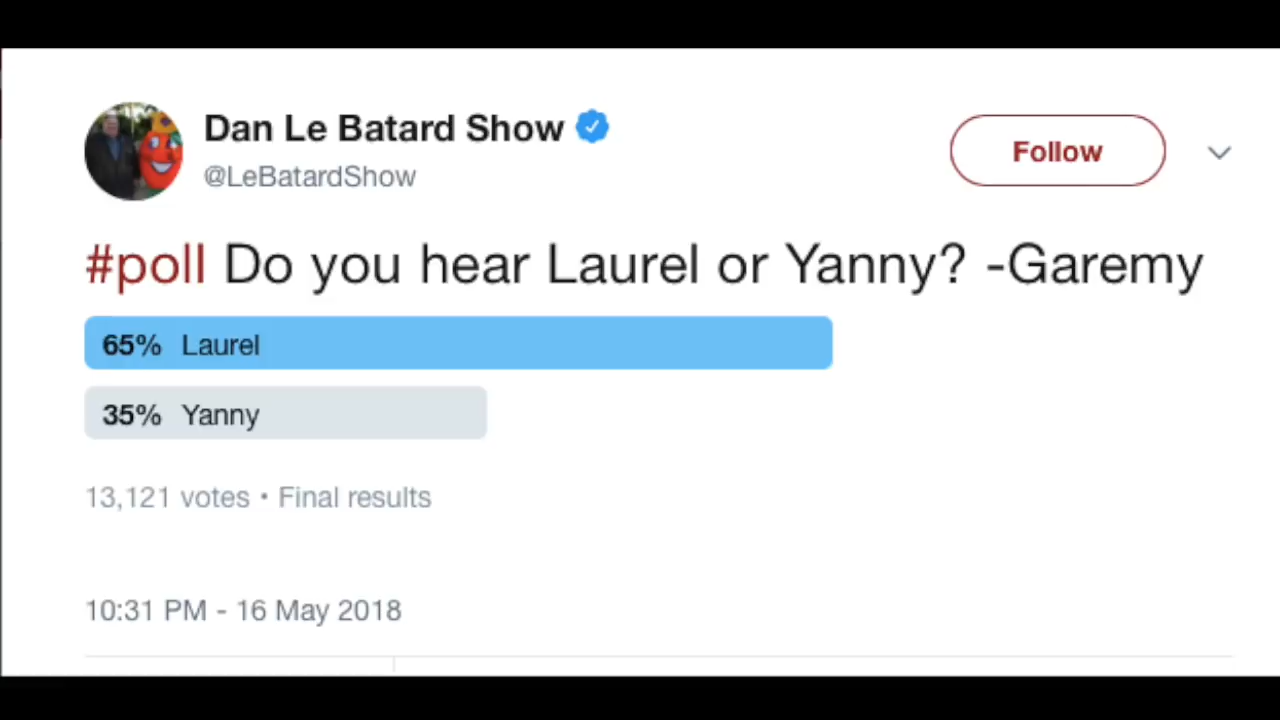 Dan Le Batard Show
@LeBatardShow
Follow
#poll Do you hear Laurel or Yanny? -Garemy
65% Laurel
35% Yanny
13,121 votes • Final results
10:31 PM - 16 May 2018